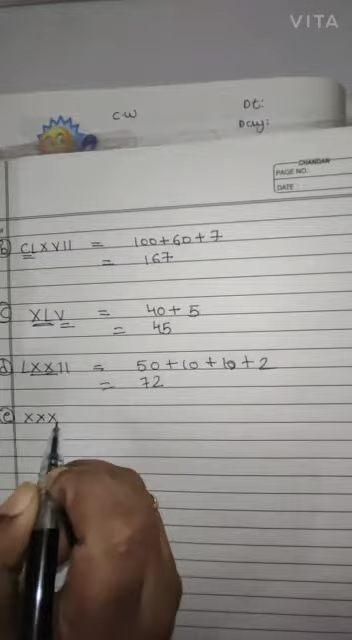 VITA
C.W
Dt:
Day:
CHANDAN
PAGE NO.
DATE
b) CLXVII = 100+60+7
= 167
c) XLV = 40+5
= 45
d) LXXII = 50+10+10+2
= 72
e) XXX